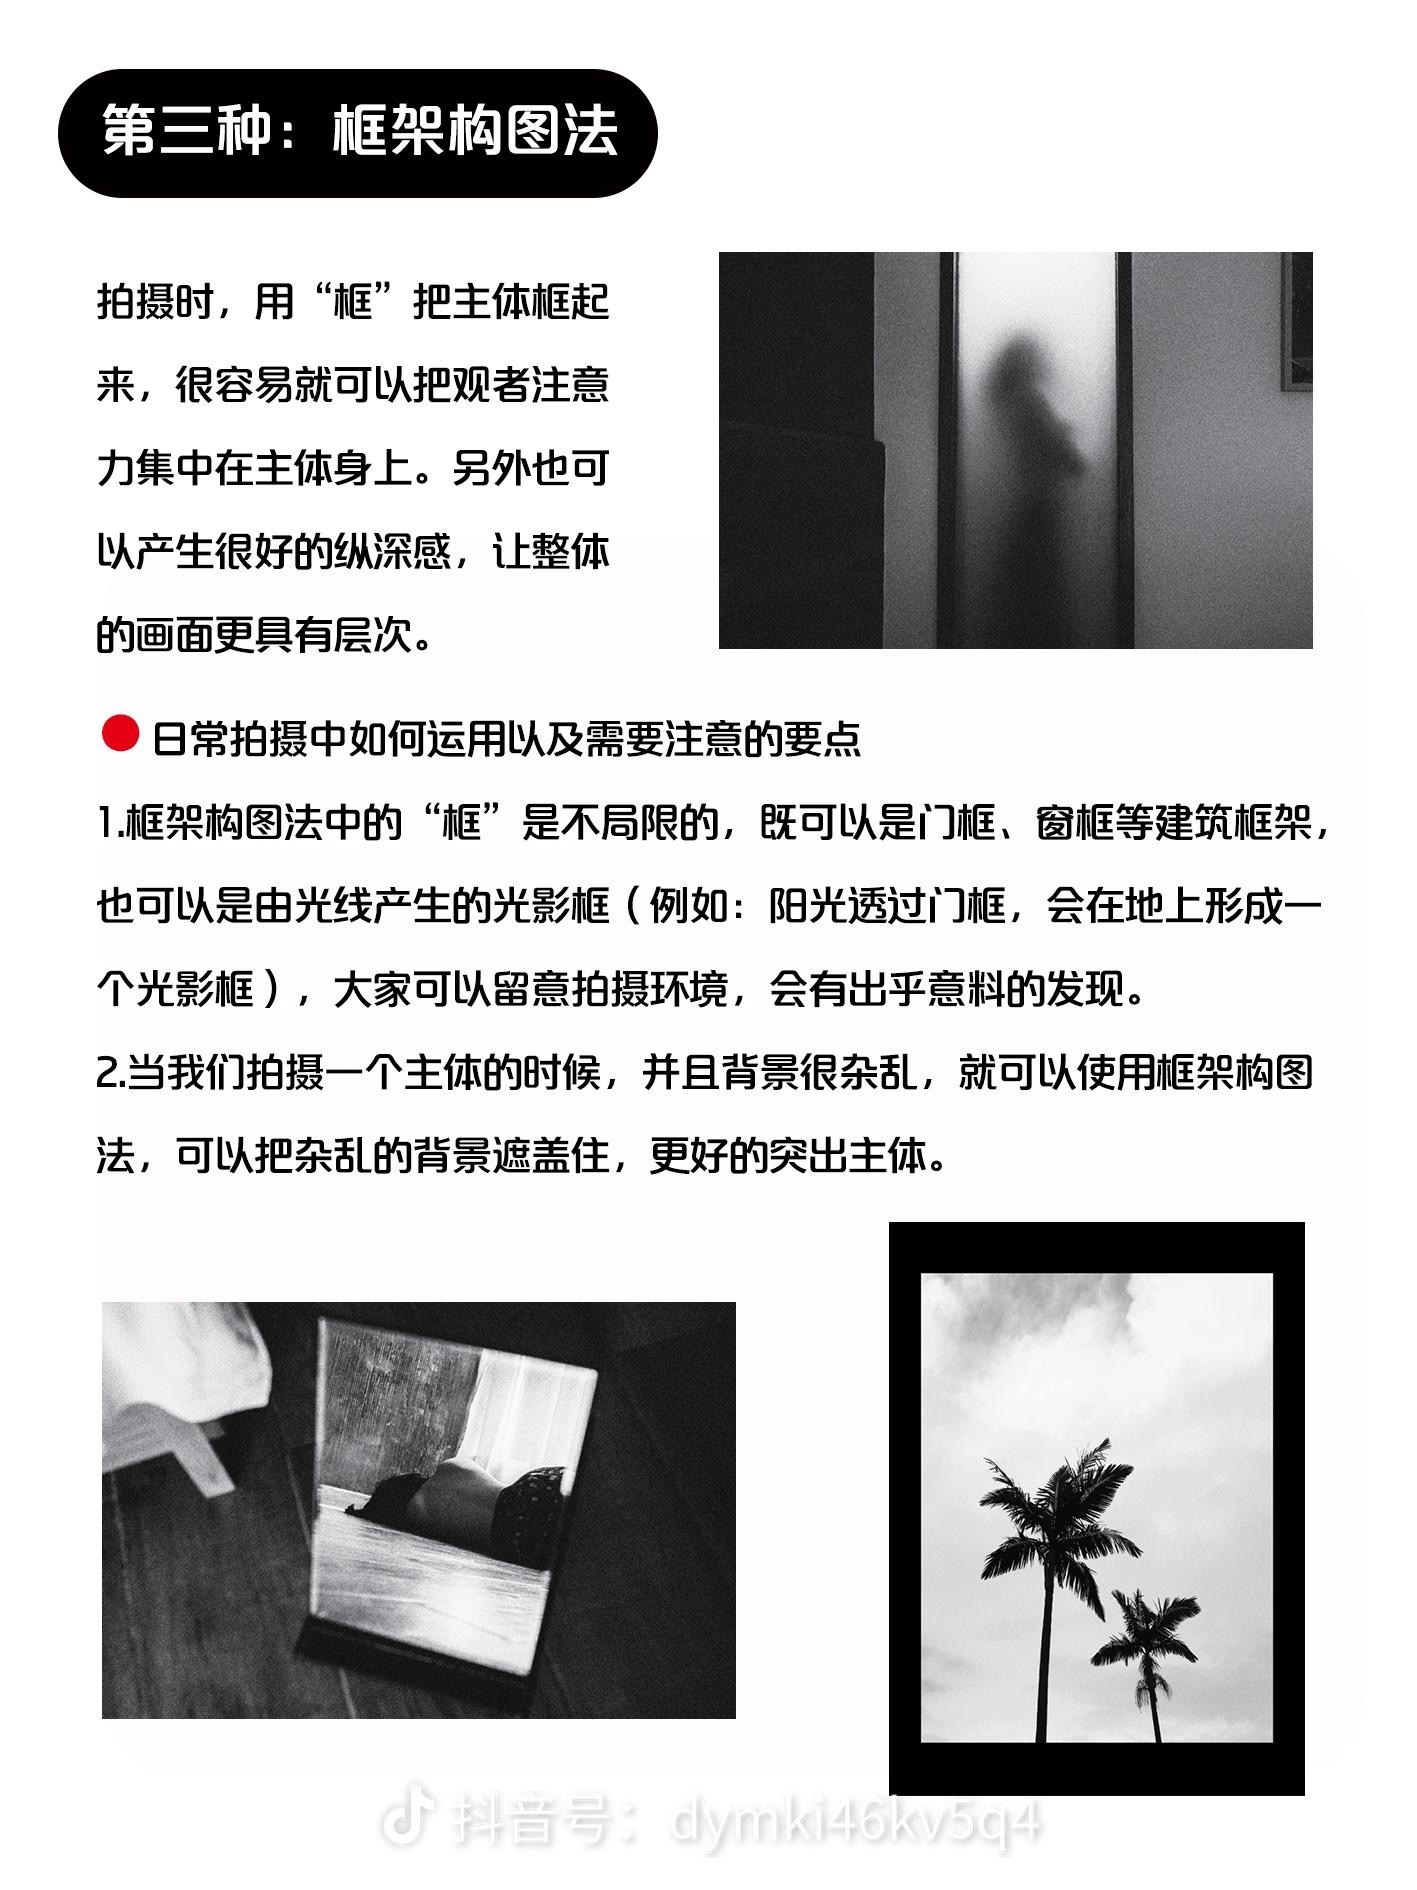 第三种：框架构图法
拍摄时，用“框”把主体框起
来，很容易就可以把观者注意
力集中在主体身上。另外也可
以产生很好的纵深感，让整体
的画面更具有层次。
日常拍摄中如何运用以及需要注意的要点
1.框架构图法中的“框”是不局限的，既可以是门框、窗框等建筑框架，
也可以是由光线产生的光影框（例如：阳光透过门框，会在地上形成一
个光影框），大家可以留意拍摄环境，会有出乎意料的发现。
2.当我们拍摄一个主体的时候，并且背景很杂乱，就可以使用框架构图
法，可以把杂乱的背景遮盖住，更好的突出主体。
抖音号：dymki46kv5q4